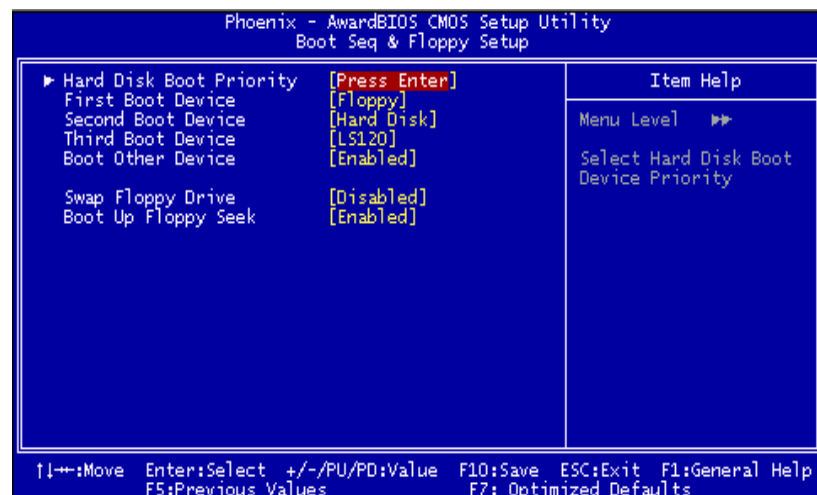 Phoenix - AwardBIOS CMOS Setup Utility
Boot Seq & Floppy Setup
▶ Hard Disk Boot Priority [Press Enter]
First Boot Device [Floppy]
Second Boot Device [Hard Disk]
Third Boot Device [LS120]
Boot Other Device [Enabled]
Swap Floppy Drive [Disabled]
Boot Up Floppy Seek [Enabled]
Item Help
Menu Level ▶▶
Select Hard Disk Boot
Device Priority
↑↓→←:Move Enter:Select +/-/PU/PD:Value F10:Save ESC:Exit F1:General Help
F5:Previous Values F7: Optimized Defaults